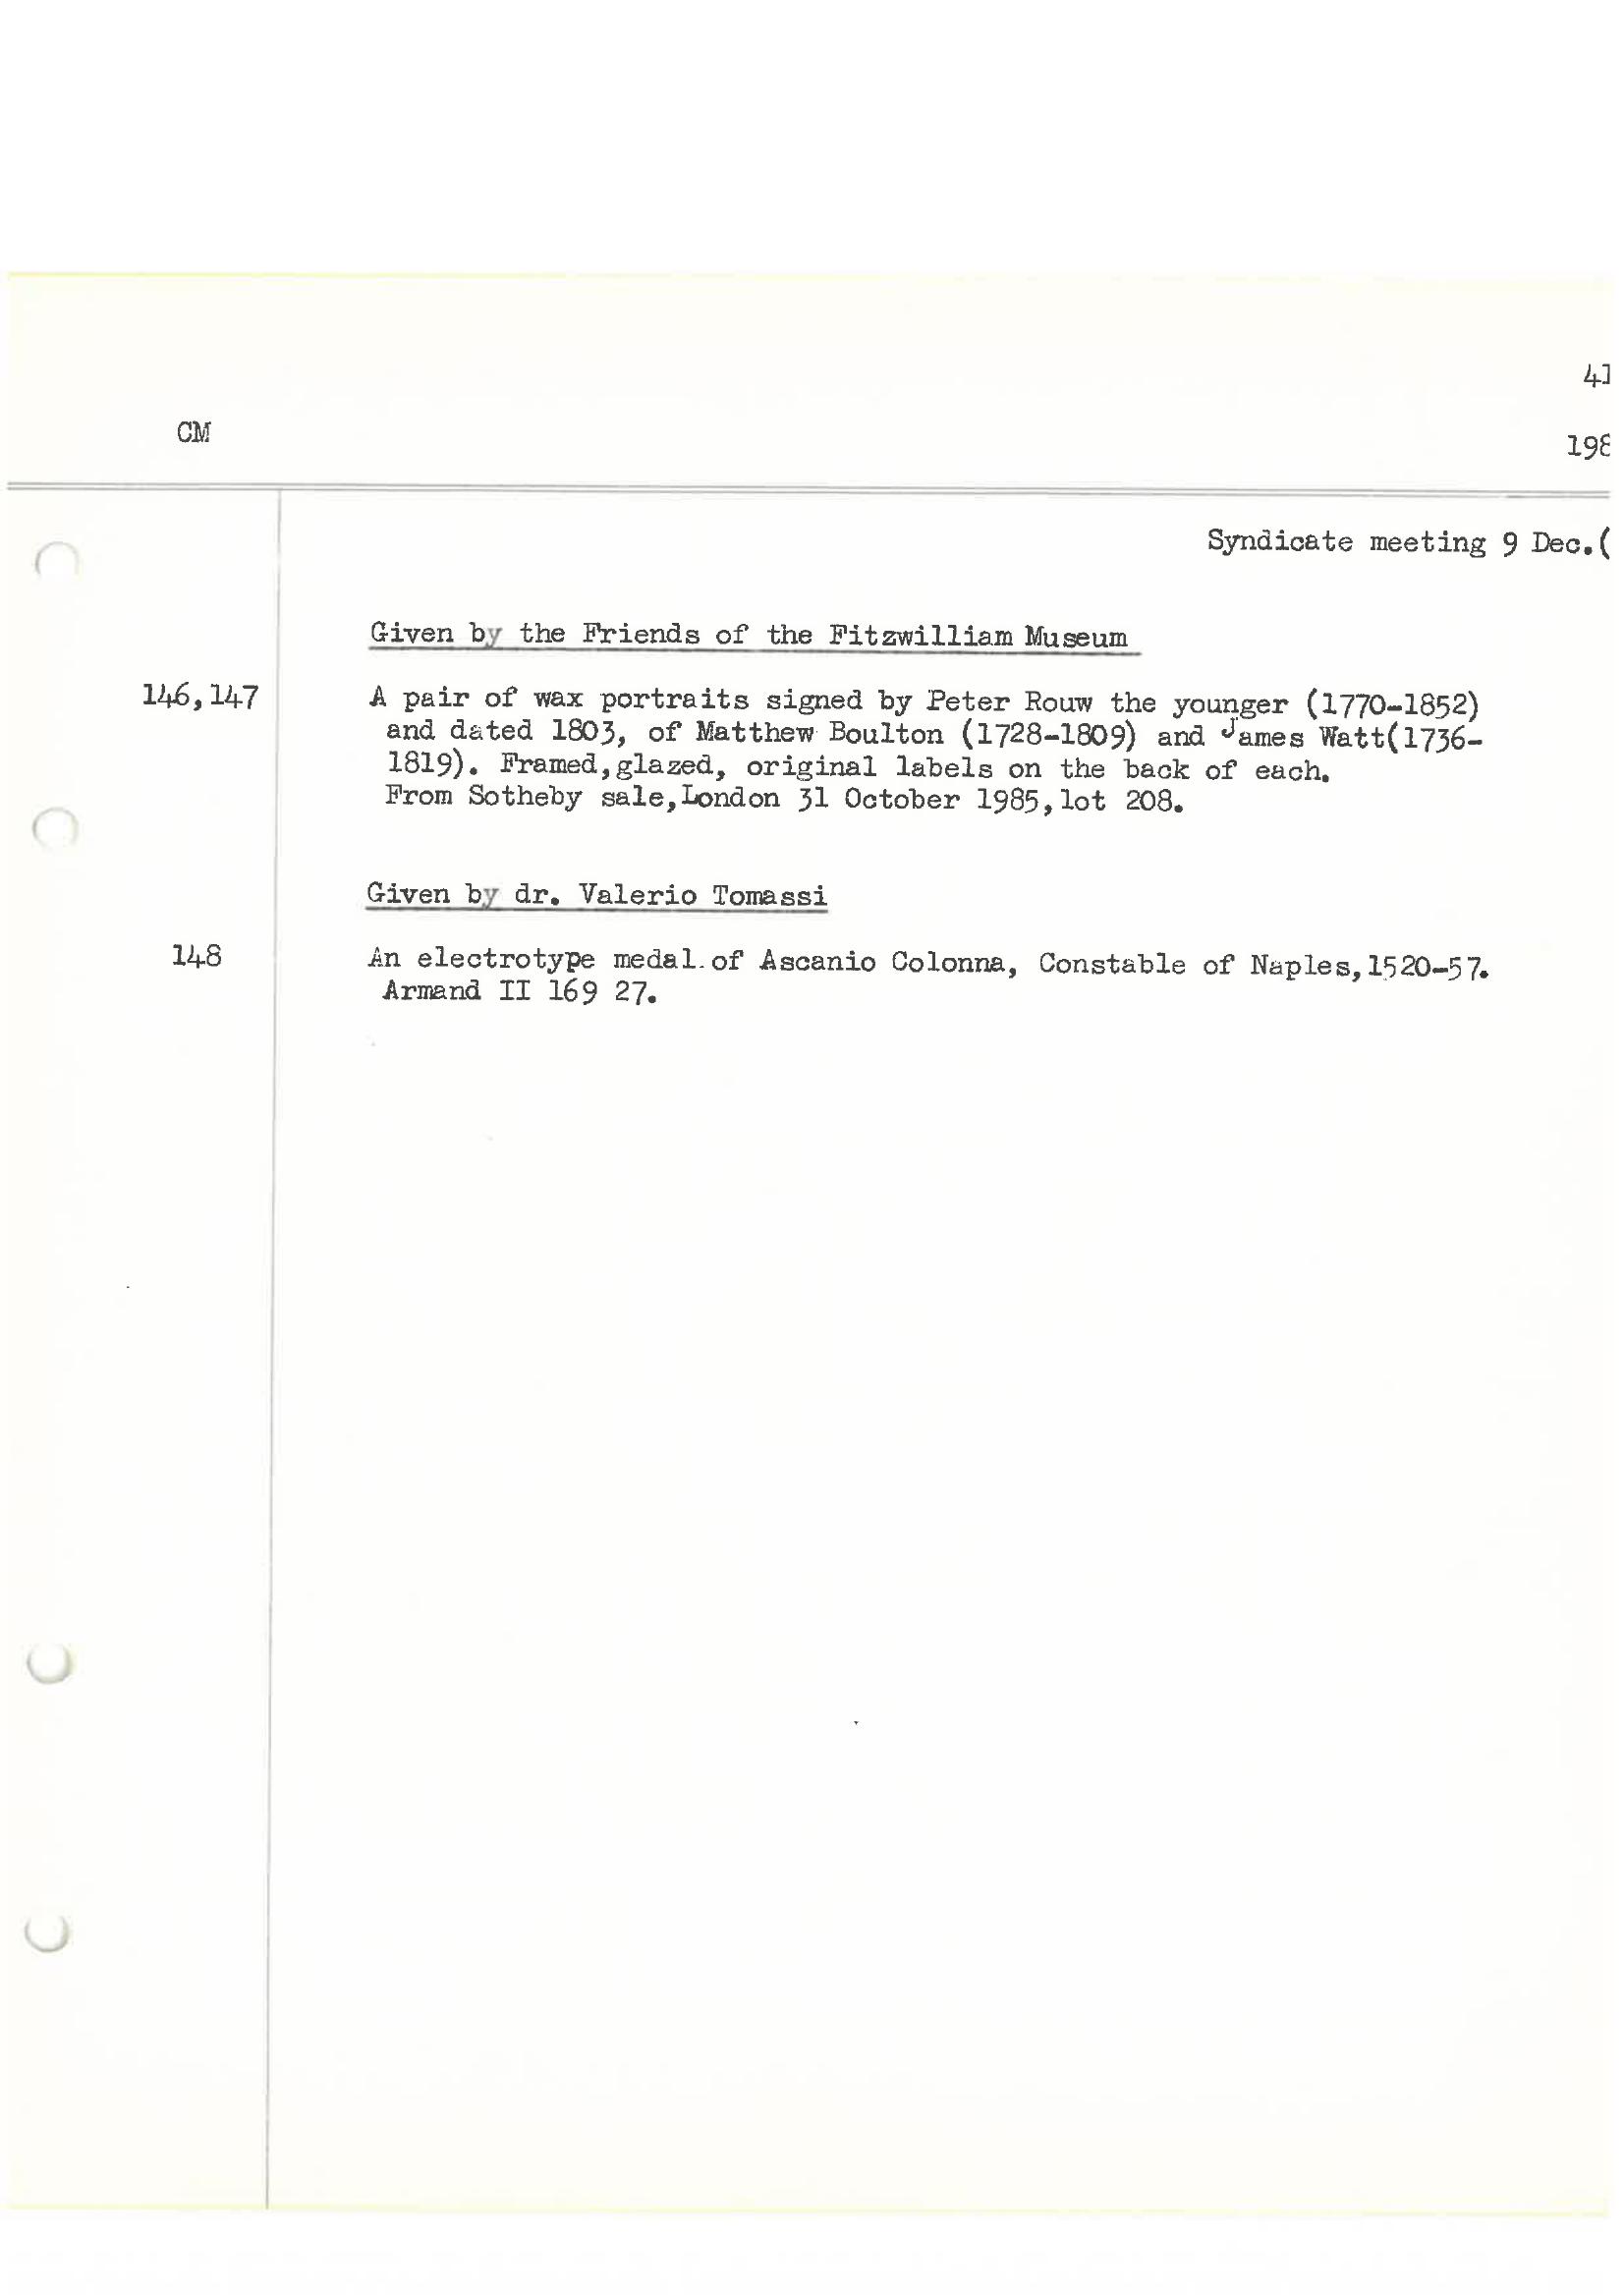 41
CM
198
Syndicate meeting 9 Dec.(
Given by the Friends of the Fitzwilliam Museum
146,147 A pair of wax portraits signed by Peter Rouw the younger (1770-1852)
and dated 1803, of Matthew Boulton (1728-1809) and James Watt(1736-
1819). Framed,glazed, original labels on the back of each.
From Sotheby sale,London 31 October 1985,lot 208.
Given by dr. Valerio Tomassi
148 An electrotype medal of Ascanio Colonna, Constable of Naples,1520-57.
Armand II 169 27.